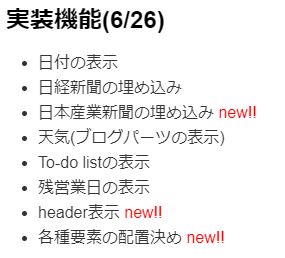 実装機能(6/26)
日付の表示
日経新聞の埋め込み
日本産業新聞の埋め込み new!!
天気(ブログパーツの表示)
To-do listの表示
残営業日の表示
header表示 new!!
各種要素の配置決め new!!